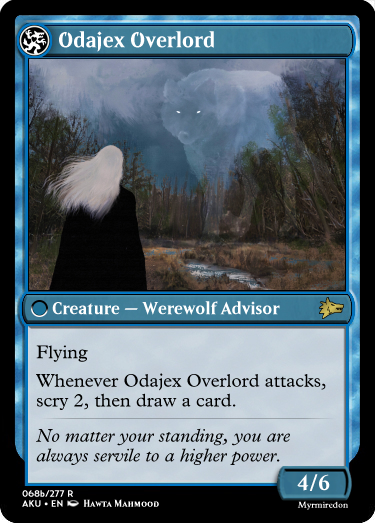 Odajex Overlord
Creature — Werewolf Advisor
Flying
Whenever Odajex Overlord attacks,
scry 2, then draw a card.
No matter your standing, you are
always servile to a higher power.
4/6
068b/277 R
AKU • EN Hawta Mahmood
Myrmiredon